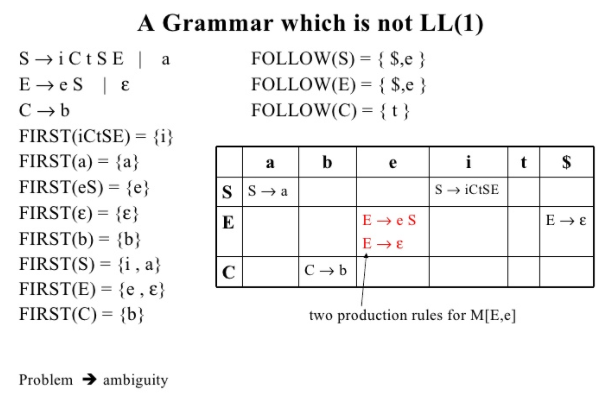 A Grammar which is not LL(1)
S → i C t S E | a
E → e S | ε
C → b
FIRST(iCtSE) = {i}
FIRST(a) = {a}
FIRST(eS) = {e}
FIRST(ε) = {ε}
FIRST(b) = {b}
FIRST(S) = {i , a}
FIRST(E) = {e , ε}
FIRST(C) = {b}
FOLLOW(S) = { $,e }
FOLLOW(E) = { $,e }
FOLLOW(C) = { t }
a b e i t $
S S → a S → iCtSE
E E → e S E → ε
E → ε
C C → b
two production rules for M[E,e]
Problem ➔ ambiguity